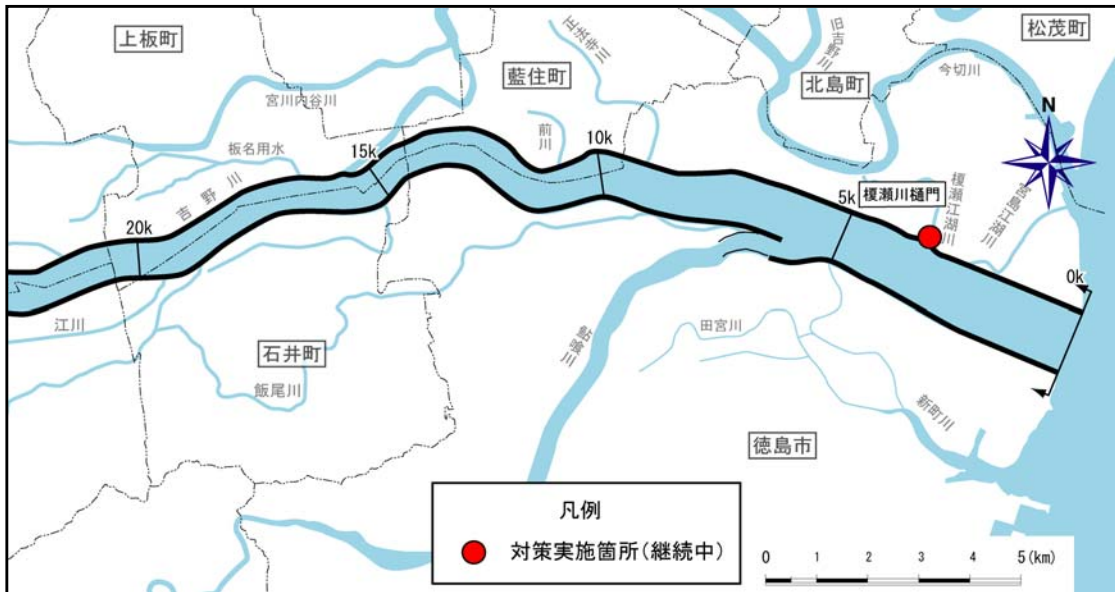 上板町
松茂町
正法寺川
旧吉野川
藍住町
北島町
今切川
宮川内谷川
N
前川
10k
板名用水
15k
吉野川
榎瀬川樋門
5k
榎瀬江湖川
宮島江湖川
20k
0k
江川
鮎喰川
田宮川
石井町
飯尾川
新町川
徳島市
凡例
対策実施箇所(継続中)
0 1 2 3 4 5 (km)